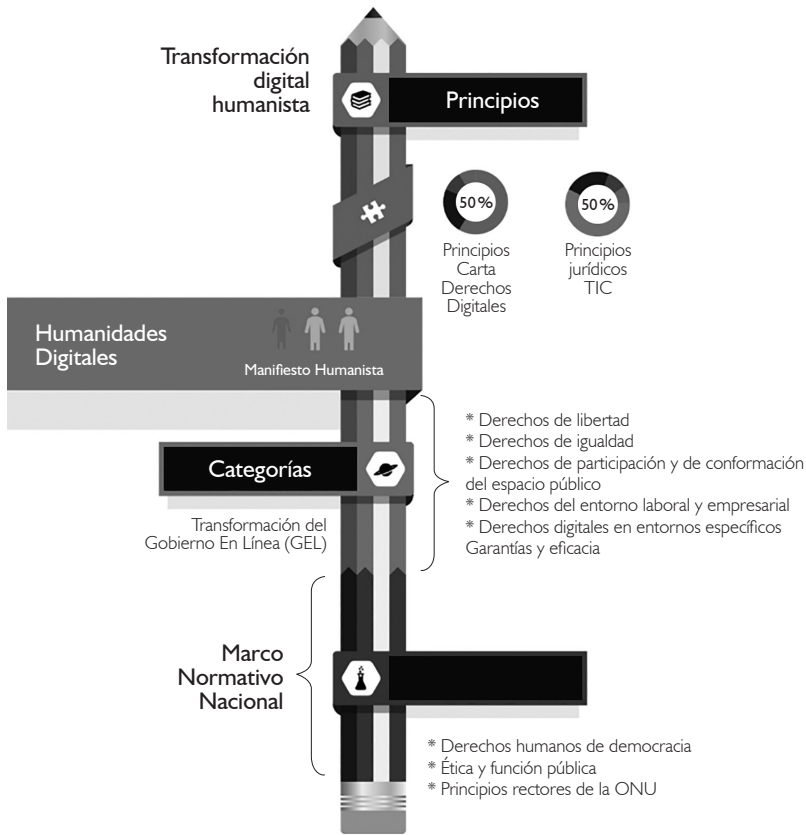 Transformación
digital
humanista
Principios
50 %
50 %
Principios
Carta
Derechos
Digitales
Principios
jurídicos
TIC
Humanidades
Digitales
Manifiesto Humanista
* Derechos de libertad
* Derechos de igualdad
* Derechos de participación y de conformación
del espacio público
* Derechos del entorno laboral y empresarial
* Derechos digitales en entornos específicos
Garantías y eficacia
Categorías
Transformación del
Gobierno En Línea (GEL)
Marco
Normativo
Nacional
* Derechos humanos de democracia
* Ética y función pública
* Principios rectores de la ONU